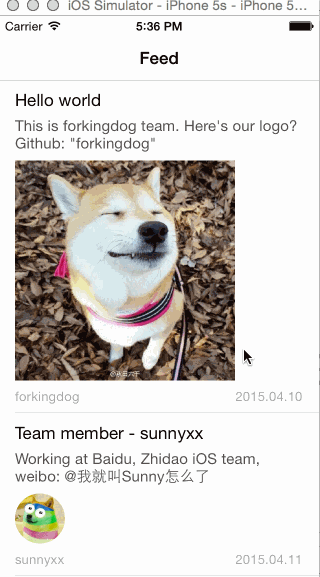 iOS Simulator - iPhone 5s - iPhone 5...
Carrier 5:36 PM
Feed
Hello world
This is forkingdog team. Here's our logo?
Github: "forkingdog"
forkingdog 2015.04.10
Team member - sunnyxx
Working at Baidu, Zhidao iOS team,
weibo: @我就叫Sunny怎么了
sunnyxx 2015.04.11